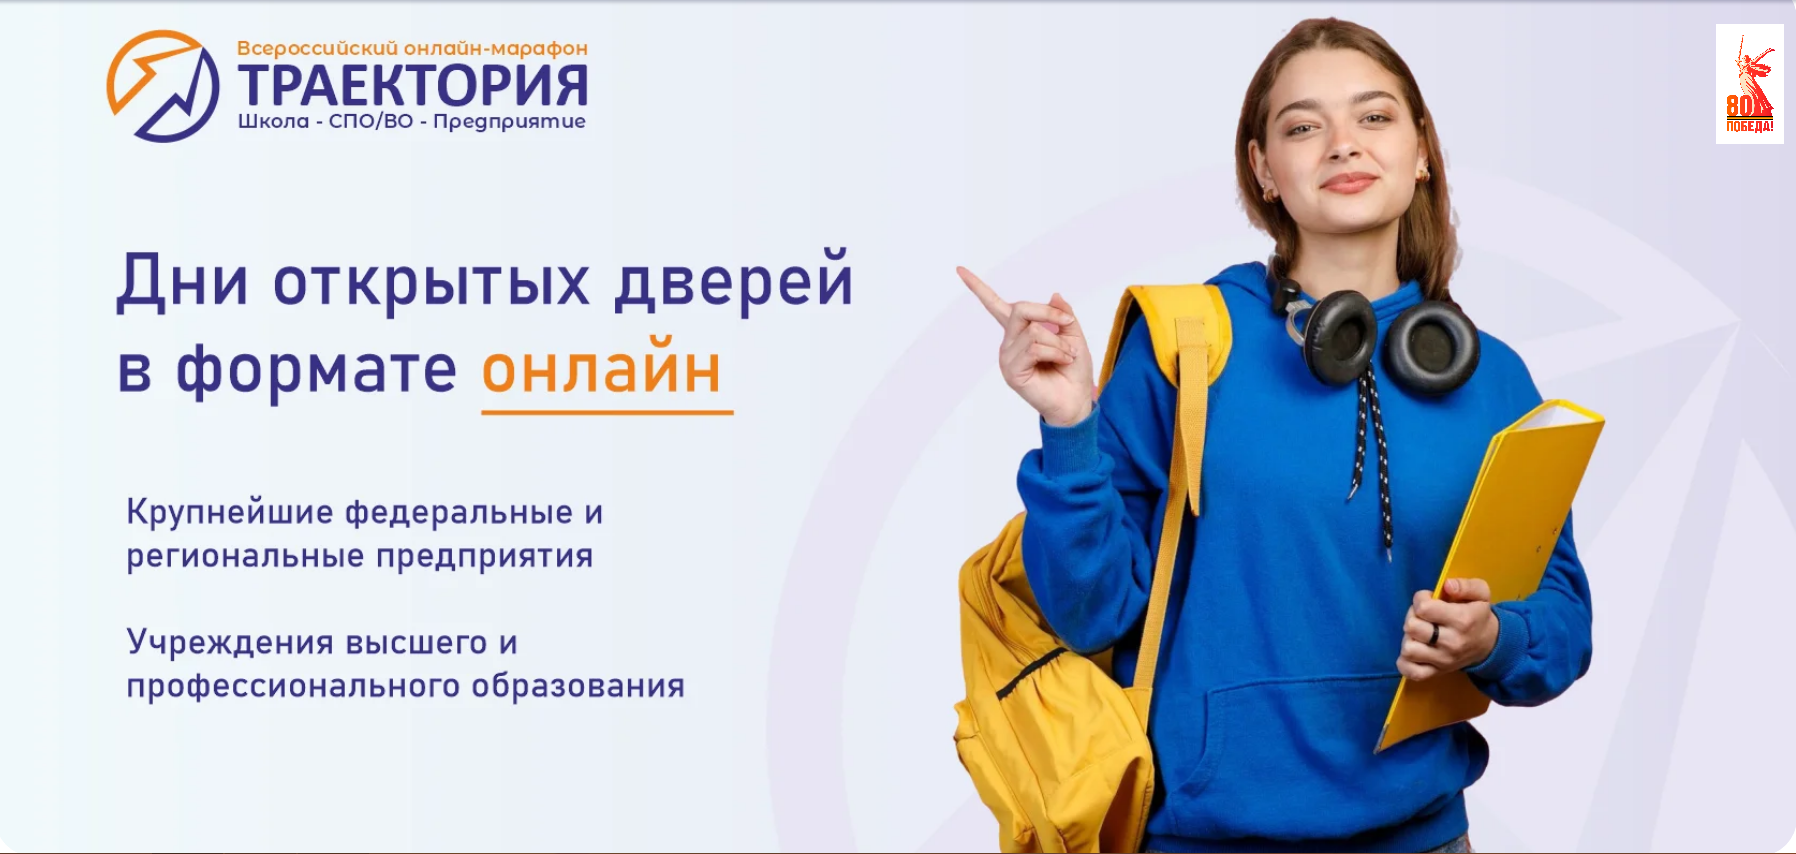 Всероссийский онлайн-марафон
ТРАЕКТОРИЯ
Школа - СПО/ВО - Предприятие
80
ПОБЕДА!
Дни открытых дверей
в формате онлайн
Крупнейшие федеральные и
региональные предприятия
Учреждения высшего и
профессионального образования